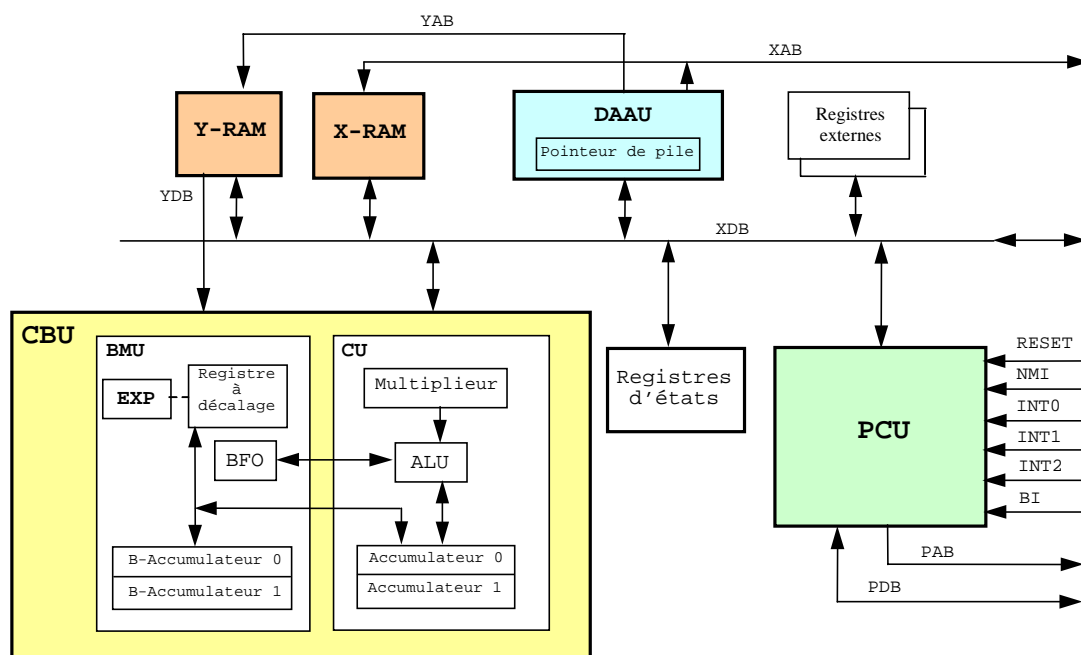 YAB
XAB
Y-RAM
X-RAM
DAAU
Pointeur de pile
Registres
externes
YDB
XDB
CBU
BMU
CU
EXP
Registre
à
décalage
Multiplieur
BFO
ALU
B-Accumulateur 0
B-Accumulateur 1
Accumulateur 0
Accumulateur 1
Registres
d'états
PCU
RESET
NMI
INT0
INT1
INT2
BI
PAB
PDB